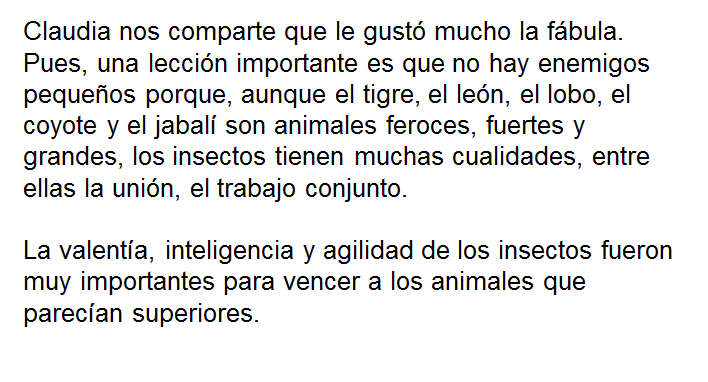 Claudia nos comparte que le gustó mucho la fábula.
Pues, una lección importante es que no hay enemigos
pequeños porque, aunque el tigre, el león, el lobo, el
coyote y el jabalí son animales feroces, fuertes y
grandes, los insectos tienen muchas cualidades, entre
ellas la unión, el trabajo conjunto.
La valentía, inteligencia y agilidad de los insectos fueron
muy importantes para vencer a los animales que
parecían superiores.